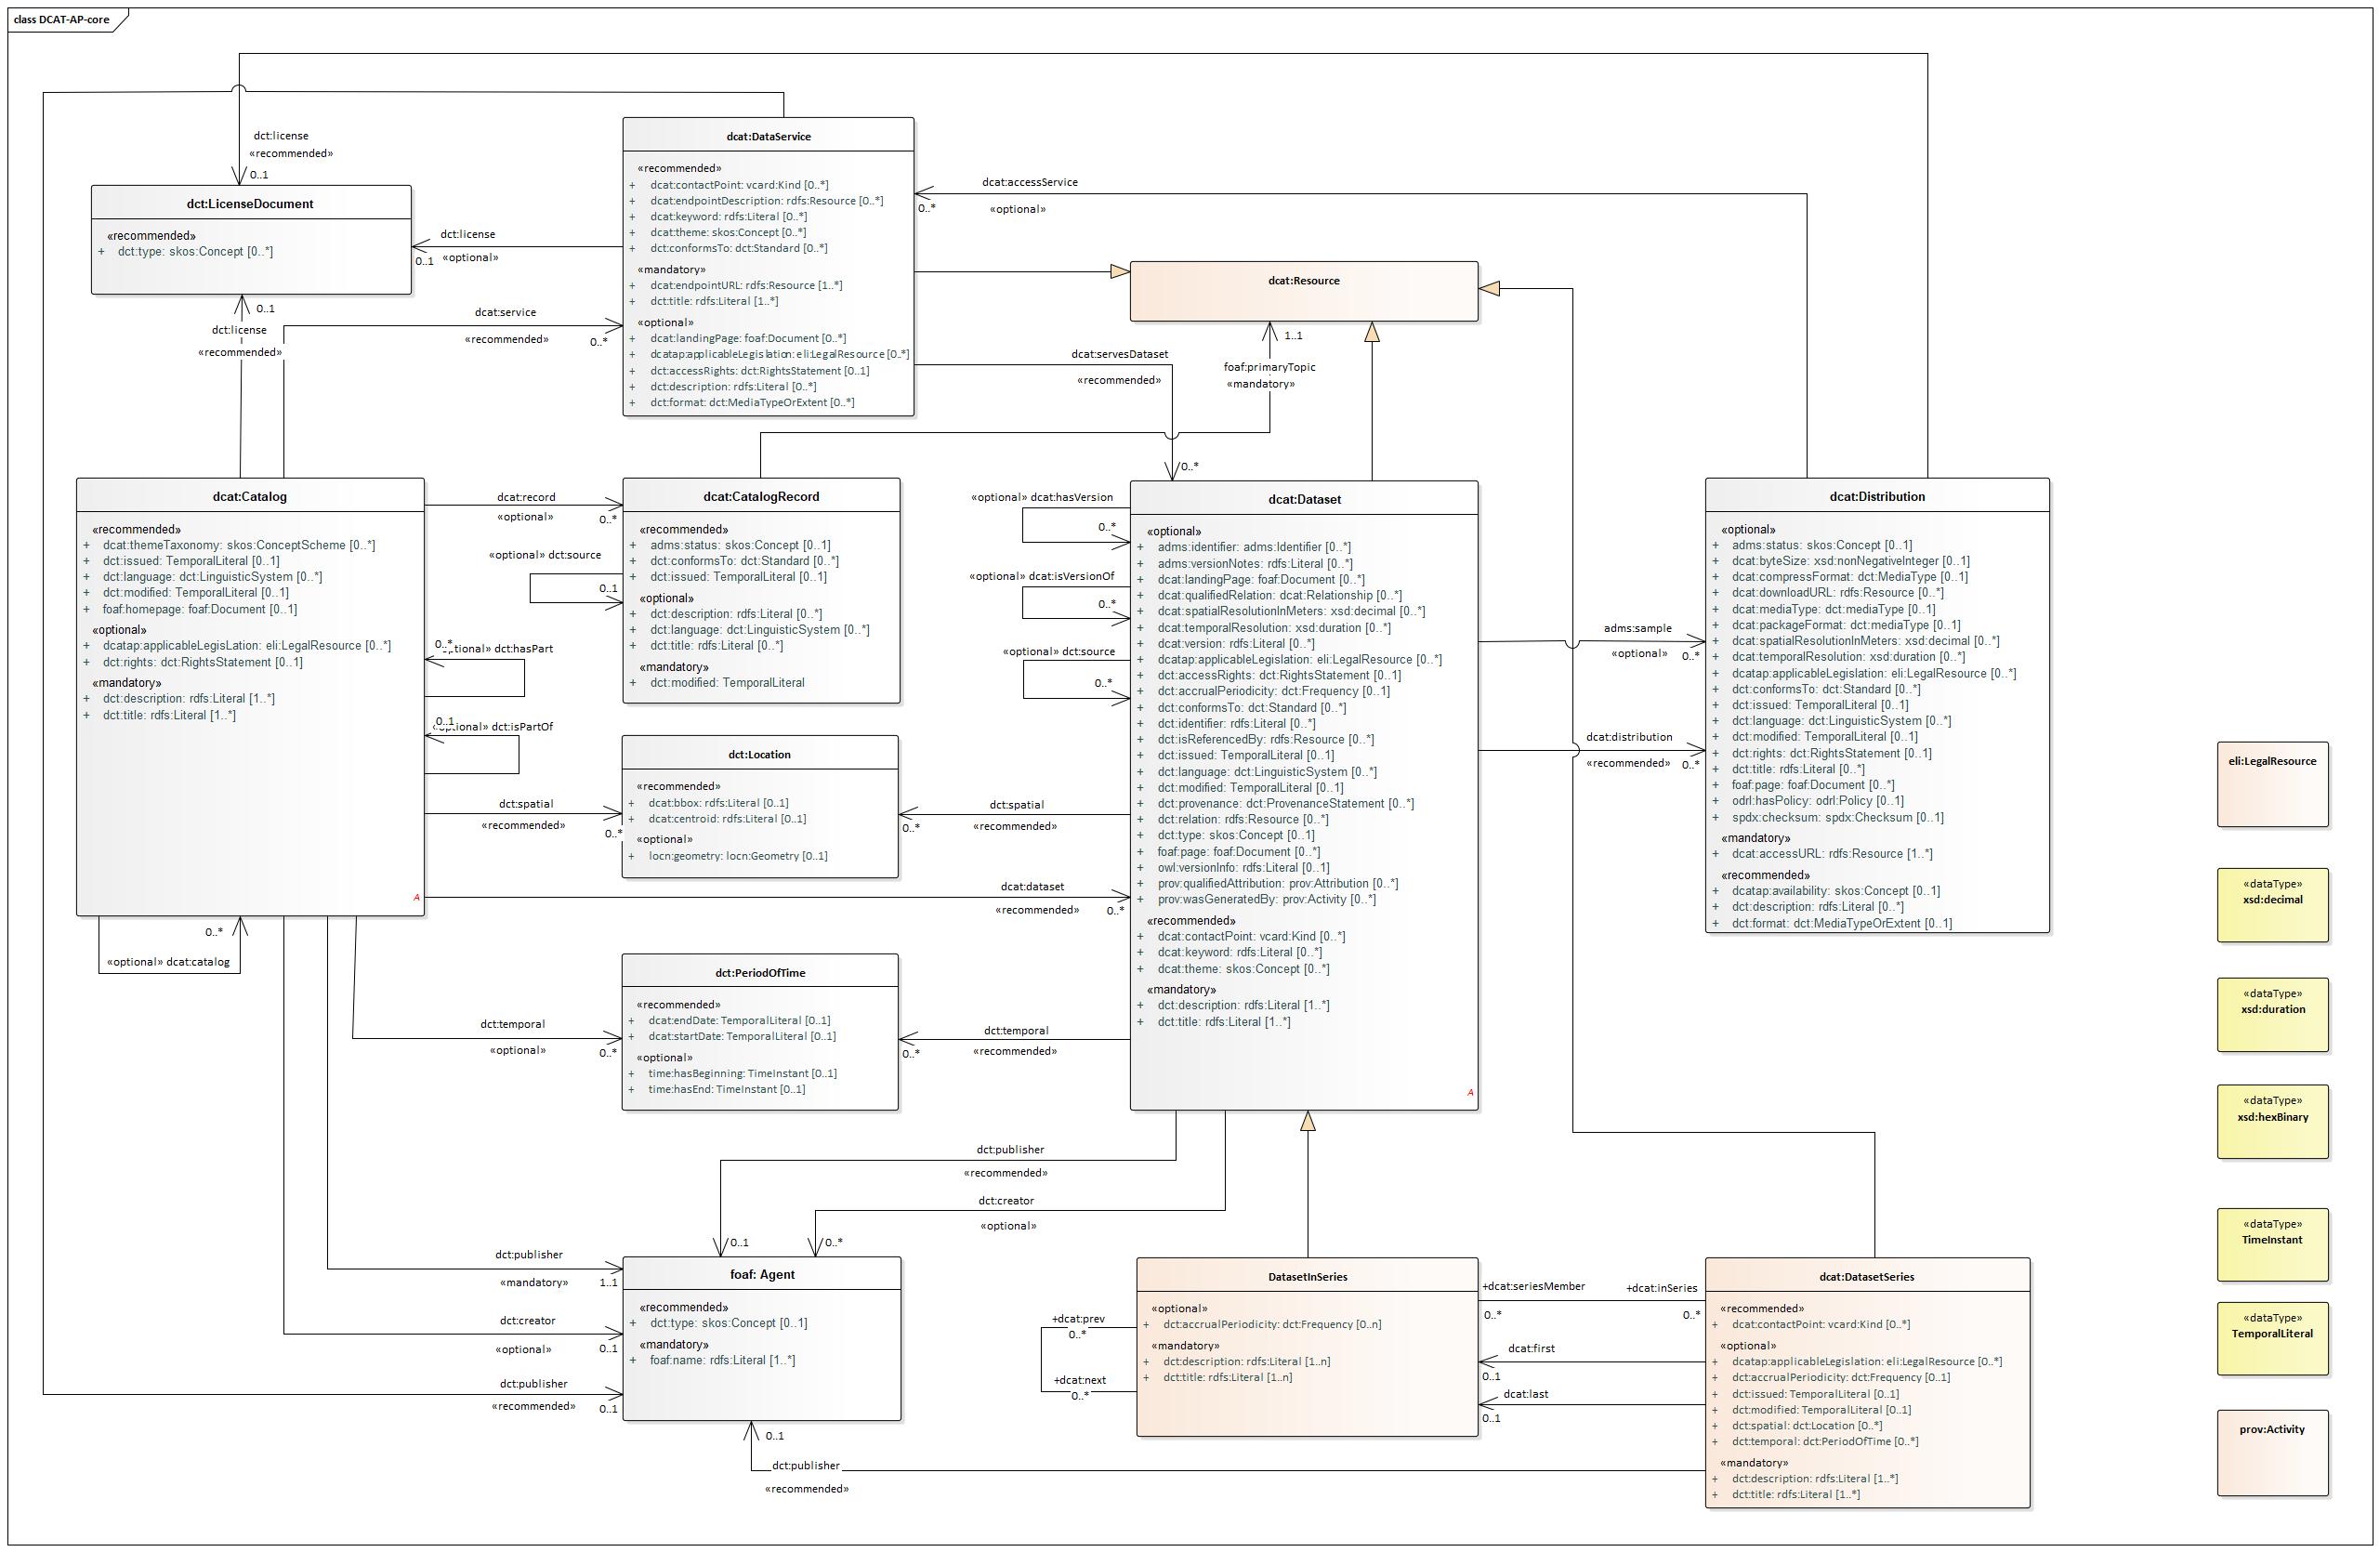 class DCAT-AP-core
dct:license
«recommended»
0..1
dct:LicenseDocument
«recommended»
+ dct:type: skos:Concept [0..*]
dcat:DataService
«recommended»
+ dcat:contactPoint: vcard:Kind [0..*]
+ dcat:endpointDescription: rdfs:Resource [0..*]
+ dcat:keyword: rdfs:Literal [0..*]
+ dcat:theme: skos:Concept [0..*]
+ dct:conformsTo: dct:Standard [0..*]
«mandatory»
+ dcat:endpointURL: rdfs:Resource [1..*]
+ dct:title: rdfs:Literal [1..*]
«optional»
+ dcat:landingPage: foaf:Document [0..*]
+ dcatap:applicableLegislation: eli:LegalResource [0..*]
+ dct:accessRights: dct:RightsStatement [0..1]
+ dct:description: rdfs:Literal [0..*]
+ dct:format: dct:MediaTypeOrExtent [0..*]
dct:license
0..1
«optional»
dcat:accessService
0..*
«optional»
dcat:Resource
0..1
dct:license
«recommended»
dcat:service
«recommended»
0..*
dcat:servesDataset
«recommended»
0..*
1..1
foaf:primaryTopic
«mandatory»
dcat:Catalog
«recommended»
+ dcat:themeTaxonomy: skos:ConceptScheme [0..*]
+ dct:issued: TemporalLiteral [0..1]
+ dct:language: dct:LinguisticSystem [0..*]
+ dct:modified: TemporalLiteral [0..1]
+ foaf:homepage: foaf:Document [0..1]
«optional»
+ dcatap:applicableLegisLation: eli:LegalResource [0..*]
+ dct:rights: dct:RightsStatement [0..1]
«mandatory»
+ dct:description: rdfs:Literal [1..*]
+ dct:title: rdfs:Literal [1..*]
A
dcat:record
«optional»
0..*
«optional» dct:source
0..1
0..*
dct:hasPart
0..1
dct:isPartOf
dct:spatial
«recommended»
0..*
dcat:dataset
«recommended»
0..*
0..*
«optional» dcat:catalog
dct:temporal
«optional»
0..*
dcat:CatalogRecord
«recommended»
+ adms:status: skos:Concept [0..1]
+ dct:conformsTo: dct:Standard [0..*]
+ dct:issued: TemporalLiteral [0..1]
«optional»
+ dct:description: rdfs:Literal [0..*]
+ dct:language: dct:LinguisticSystem [0..*]
+ dct:title: rdfs:Literal [0..*]
«mandatory»
+ dct:modified: TemporalLiteral
dct:Location
«recommended»
+ dcat:bbox: rdfs:Literal [0..1]
+ dcat:centroid: rdfs:Literal [0..1]
«optional»
+ locn:geometry: locn:Geometry [0..1]
dct:PeriodOfTime
«recommended»
+ dcat:endDate: TemporalLiteral [0..1]
+ dcat:startDate: TemporalLiteral [0..1]
«optional»
+ time:hasBeginning: TimeInstant [0..1]
+ time:hasEnd: TimeInstant [0..1]
«optional» dcat:hasVersion
0..*
«optional» dcat:isVersionOf
0..*
«optional» dct:source
0..*
dct:spatial
0..*
«recommended»
dct:temporal
0..*
«recommended»
dcat:Dataset
«optional»
+ adms:identifier: adms:Identifier [0..*]
+ adms:versionNotes: rdfs:Literal [0..*]
+ dcat:landingPage: foaf:Document [0..*]
+ dcat:qualifiedRelation: dcat:Relationship [0..*]
+ dcat:spatialResolutionInMeters: xsd:decimal [0..*]
+ dcat:temporalResolution: xsd:duration [0..*]
+ dcat:version: rdfs:Literal [0..*]
+ dcatap:applicableLegislation: eli:LegalResource [0..*]
+ dct:accessRights: dct:RightsStatement [0..1]
+ dct:accrualPeriodicity: dct:Frequency [0..1]
+ dct:conformsTo: dct:Standard [0..*]
+ dct:identifier: rdfs:Literal [0..*]
+ dct:isReferencedBy: rdfs:Resource [0..*]
+ dct:issued: TemporalLiteral [0..1]
+ dct:language: dct:LinguisticSystem [0..*]
+ dct:modified: TemporalLiteral [0..1]
+ dct:provenance: dct:ProvenanceStatement [0..*]
+ dct:relation: rdfs:Resource [0..*]
+ dct:type: skos:Concept [0..1]
+ foaf:page: foaf:Document [0..*]
+ owl:versionInfo: rdfs:Literal [0..1]
+ prov:qualifiedAttribution: prov:Attribution [0..*]
+ prov:wasGeneratedBy: prov:Activity [0..*]
«recommended»
+ dcat:contactPoint: vcard:Kind [0..*]
+ dcat:keyword: rdfs:Literal [0..*]
+ dcat:theme: skos:Concept [0..*]
«mandatory»
+ dct:description: rdfs:Literal [1..*]
+ dct:title: rdfs:Literal [1..*]
A
adms:sample
«optional»
0..*
dcat:distribution
«recommended»
0..*
dcat:Distribution
«optional»
+ adms:status: skos:Concept [0..1]
+ dcat:byteSize: xsd:nonNegativeInteger [0..1]
+ dcat:compressFormat: dct:MediaType [0..1]
+ dcat:downloadURL: rdfs:Resource [0..*]
+ dcat:mediaType: dct:mediaType [0..1]
+ dcat:packageFormat: dct:mediaType [0..1]
+ dcat:spatialResolutionInMeters: xsd:decimal [0..*]
+ dcat:temporalResolution: xsd:duration [0..*]
+ dcatap:applicableLegislation: eli:LegalResource [0..*]
+ dct:conformsTo: dct:Standard [0..*]
+ dct:issued: TemporalLiteral [0..1]
+ dct:language: dct:LinguisticSystem [0..*]
+ dct:modified: TemporalLiteral [0..1]
+ dct:rights: dct:RightsStatement [0..1]
+ dct:title: rdfs:Literal [0..*]
+ foaf:page: foaf:Document [0..*]
+ odrl:hasPolicy: odrl:Policy [0..1]
+ spdx:checksum: spdx:Checksum [0..1]
«mandatory»
+ dcat:accessURL: rdfs:Resource [1..*]
«recommended»
+ dcatap:availability: skos:Concept [0..1]
+ dct:description: rdfs:Literal [0..*]
+ dct:format: dct:MediaTypeOrExtent [0..1]
eli:LegalResource
«dataType»
xsd:decimal
«dataType»
xsd:duration
«dataType»
xsd:hexBinary
«dataType»
TimeInstant
«dataType»
TemporalLiteral
prov:Activity
dct:publisher
«recommended»
0..1
dct:creator
«optional»
0..*
dct:publisher
«mandatory»
1..1
dct:creator
«optional»
0..1
dct:publisher
«recommended»
0..1
foaf: Agent
«recommended»
+ dct:type: skos:Concept [0..1]
«mandatory»
+ foaf:name: rdfs:Literal [1..*]
0..1
dct:publisher
«recommended»
+dcat:prev
0..*
+dcat:next
0..*
DatasetInSeries
«optional»
+ dct:accrualPeriodicity: dct:Frequency [0..n]
«mandatory»
+ dct:description: rdfs:Literal [1..n]
+ dct:title: rdfs:Literal [1..n]
+dcat:seriesMember
0..*
+dcat:inSeries
0..*
dcat:first
0..1
dcat:last
0..1
dcat:DatasetSeries
«recommended»
+ dcat:contactPoint: vcard:Kind [0..*]
«optional»
+ dcatap:applicableLegislation: eli:LegalResource [0..*]
+ dct:accrualPeriodicity: dct:Frequency [0..1]
+ dct:issued: TemporalLiteral [0..1]
+ dct:modified: TemporalLiteral [0..1]
+ dct:spatial: dct:Location [0..*]
+ dct:temporal: dct:PeriodOfTime [0..*]
«mandatory»
+ dct:description: rdfs:Literal [1..*]
+ dct:title: rdfs:Literal [1..*]